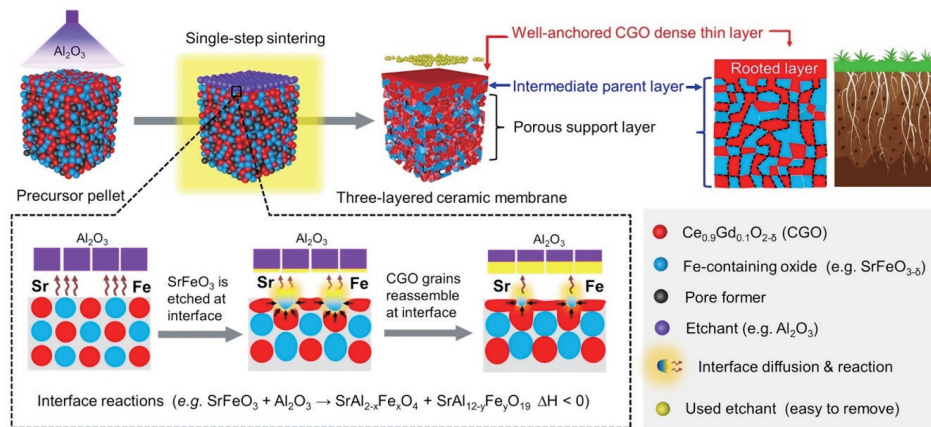 Al₂O₃
Single-step sintering
Well-anchored CGO dense thin layer
Rooted layer
Intermediate parent layer
Porous support layer
Precursor pellet
Three-layered ceramic membrane
Al₂O₃
Sr
Fe
SrFeO₃ is
etched at
interface
Al₂O₃
Sr
Fe
CGO grains
reassemble
at interface
Al₂O₃
Sr
Fe
Interface reactions (e.g. SrFeO₃ + Al₂O₃ → SrAl₂₋ₓFeₓO₄ + SrAl₁₂₋yFeyO₁₉ ΔH < 0)
Ce₀.₉Gd₀.₁O₂₋δ (CGO)
Fe-containing oxide (e.g. SrFeO₃₋δ)
Pore former
Etchant (e.g. Al₂O₃)
Interface diffusion & reaction
Used etchant (easy to remove)